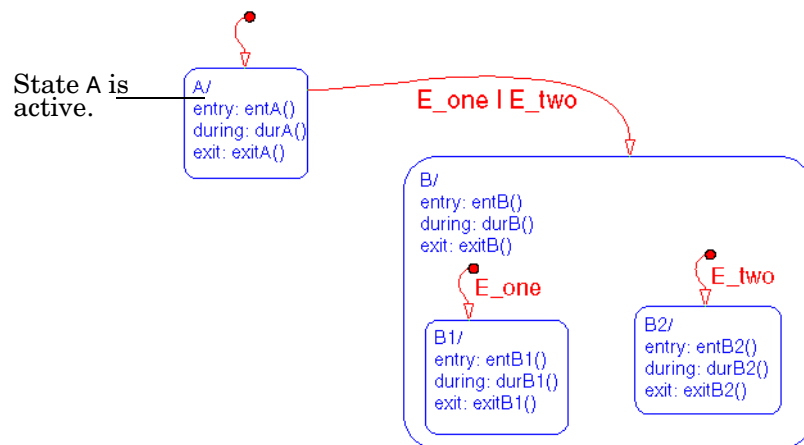 State A is
active.
A/
entry: entA()
during: durA()
exit: exitA()
E_one | E_two
B/
entry: entB()
during: durB()
exit: exitB()
E_one
E_two
B1/
entry: entB1()
during: durB1()
exit: exitB1()
B2/
entry: entB2()
during: durB2()
exit: exitB2()